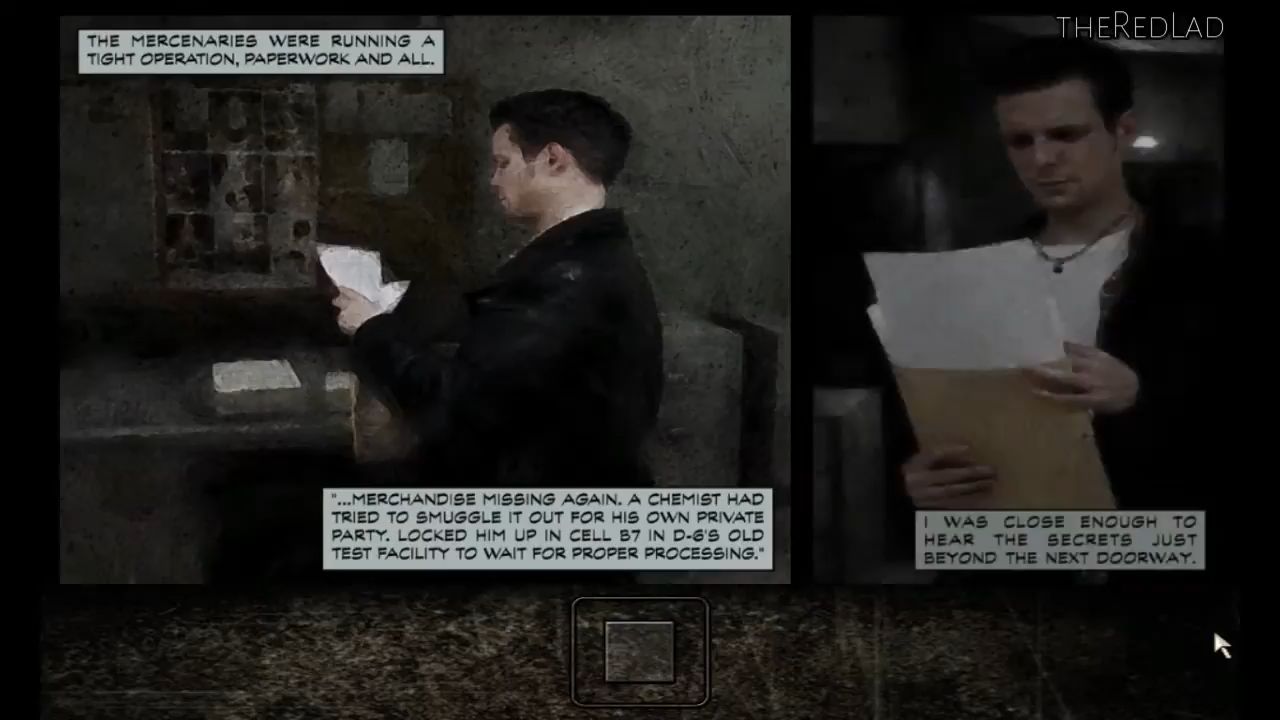 THEREDLAD
THE MERCENARIES WERE RUNNING A
TIGHT OPERATION, PAPERWORK AND ALL.
"...MERCHANDISE MISSING AGAIN. A CHEMIST HAD
TRIED TO SMUGGLE IT OUT FOR HIS OWN PRIVATE
PARTY. LOCKED HIM UP IN CELL B7 IN D-6'S OLD
TEST FACILITY TO WAIT FOR PROPER PROCESSING."
I WAS CLOSE ENOUGH TO
HEAR THE SECRETS JUST
BEYOND THE NEXT DOORWAY.